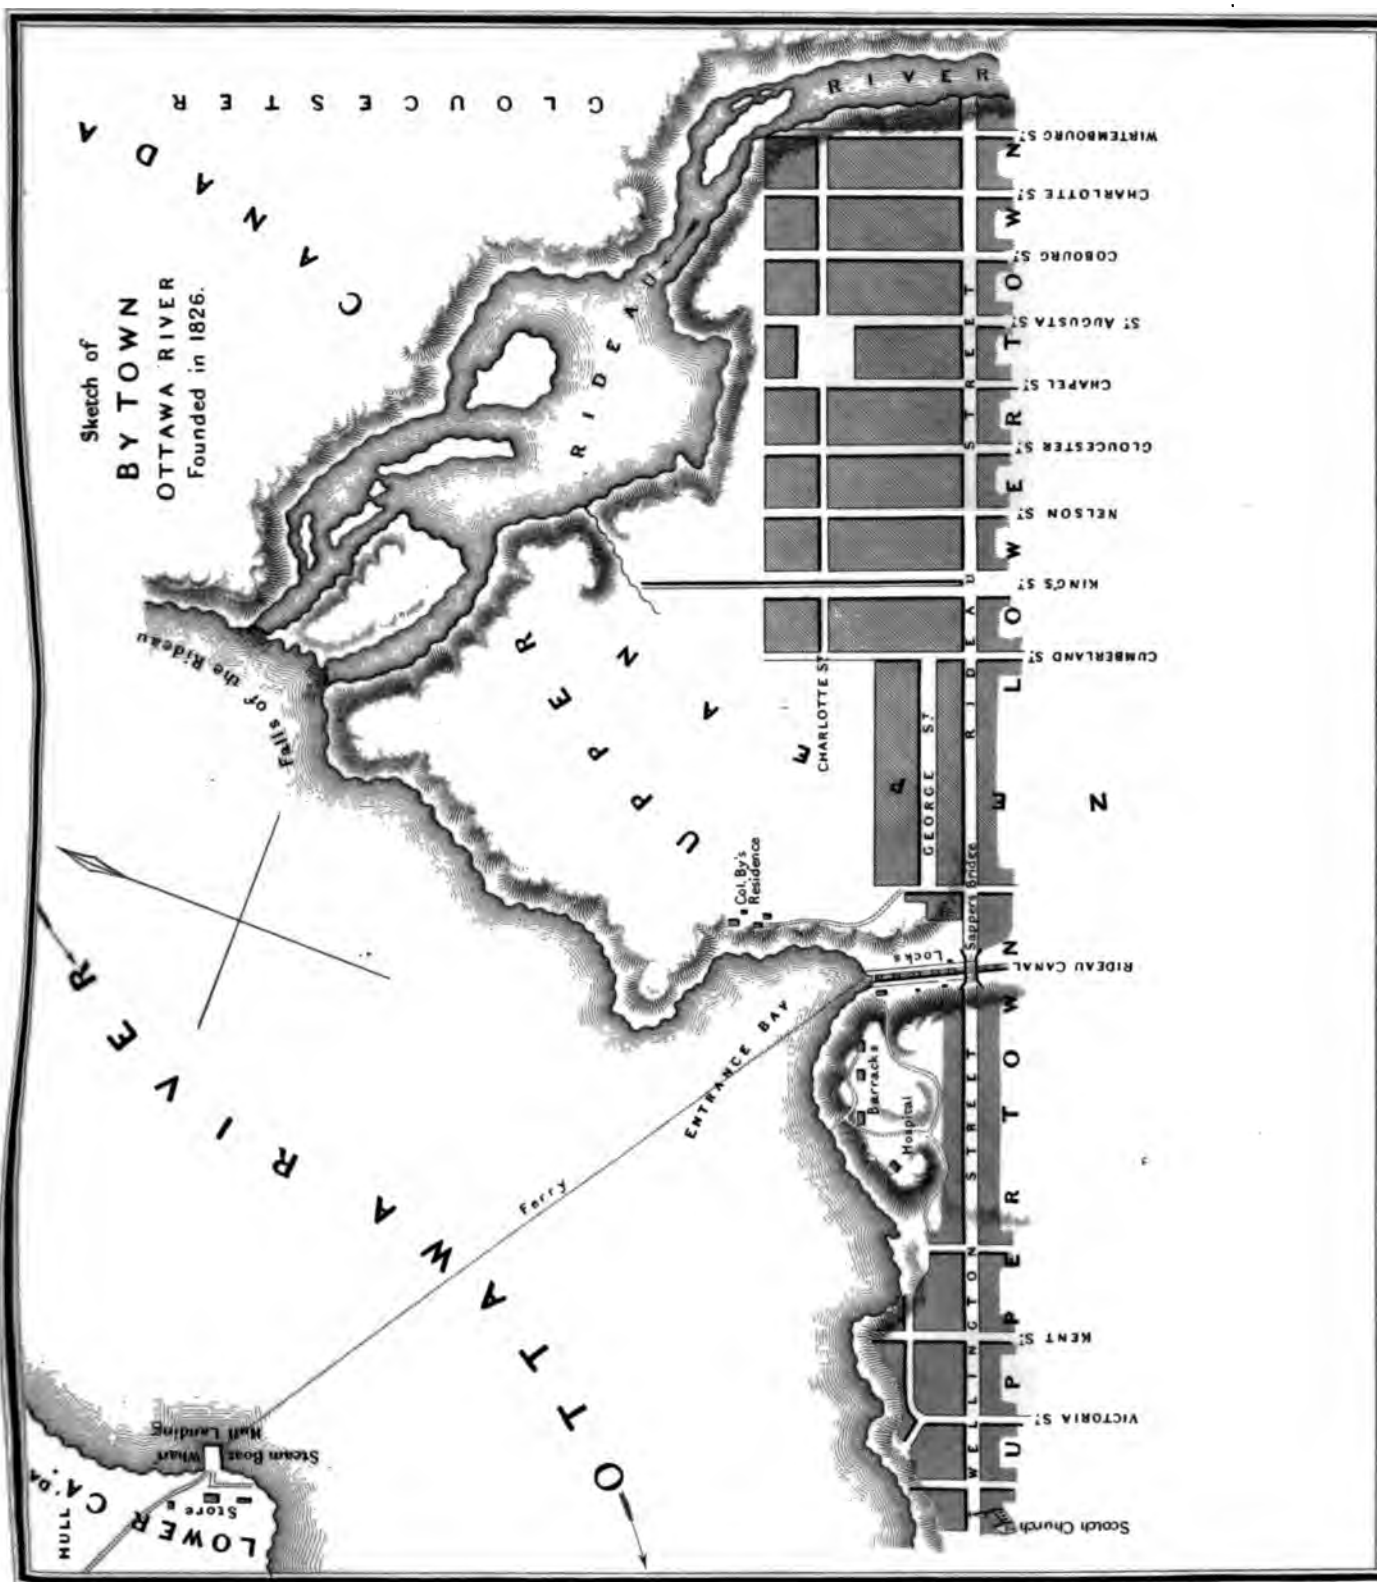 Sketch of
BY TOWN
OTTAWA RIVER
Founded in 1826.
GLOUCESTER
UPPER CANADA
RIDEAU RIVER
Falls of the Rideau
OTTAWA RIVER
LOWER CA'DA
HULL
Store
Steam Boat Wharf
Hull Landing
Ferry
ENTRANCE BAY
Col. By's
Residence
Locks
Sappers Bridge
Barracks
Hospital
RIDEAU CANAL
LOWER TOWN
UPPER TOWN
RIDEAU STREET
WELLINGTON STREET
CHARLOTTE ST
GEORGE ST
WIRTEMBOURG ST
CHARLOTTE ST
COBOURG ST
ST AUGUSTA ST
CHAPEL ST
GLOUCESTER ST
NELSON ST
KING'S ST
CUMBERLAND ST
KENT ST
VICTORIA ST
Scotch Church
N E P E A N